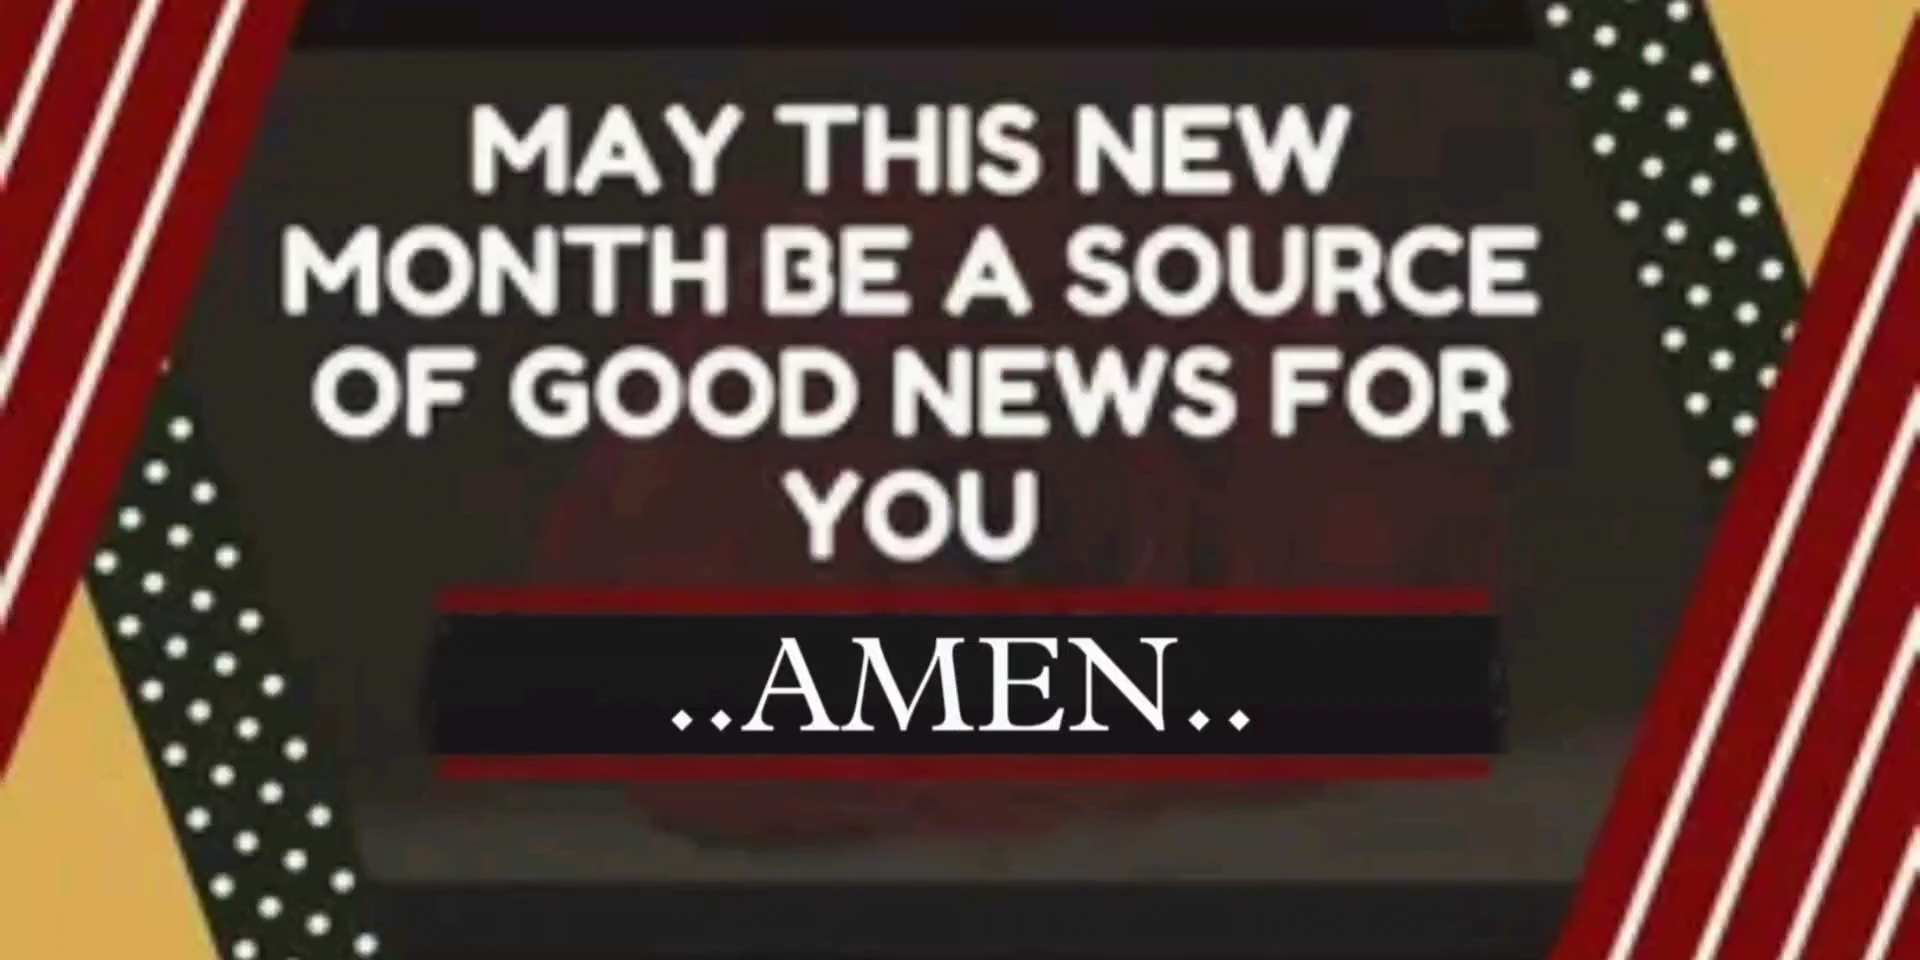 MAY THIS NEW
MONTH BE A SOURCE
OF GOOD NEWS FOR
YOU
..AMEN..